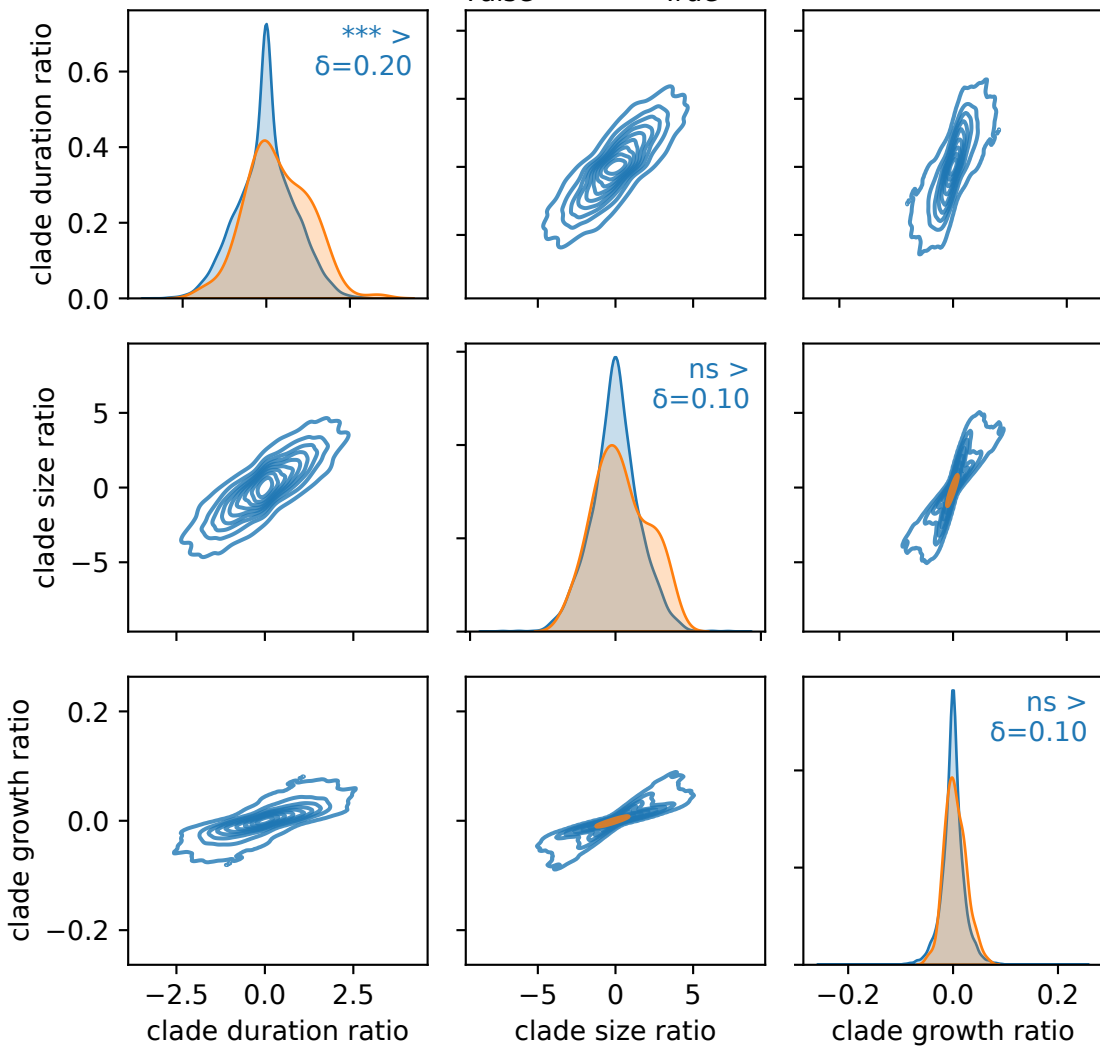 *** >
δ=0.20
clade duration ratio
0.6
0.4
0.2
0.0
ns >
δ=0.10
clade size ratio
5
0
−5
ns >
δ=0.10
clade growth ratio
0.2
0.0
−0.2
−2.5 0.0 2.5
−5 0 5
−0.2 0.0 0.2
clade duration ratio
clade size ratio
clade growth ratio